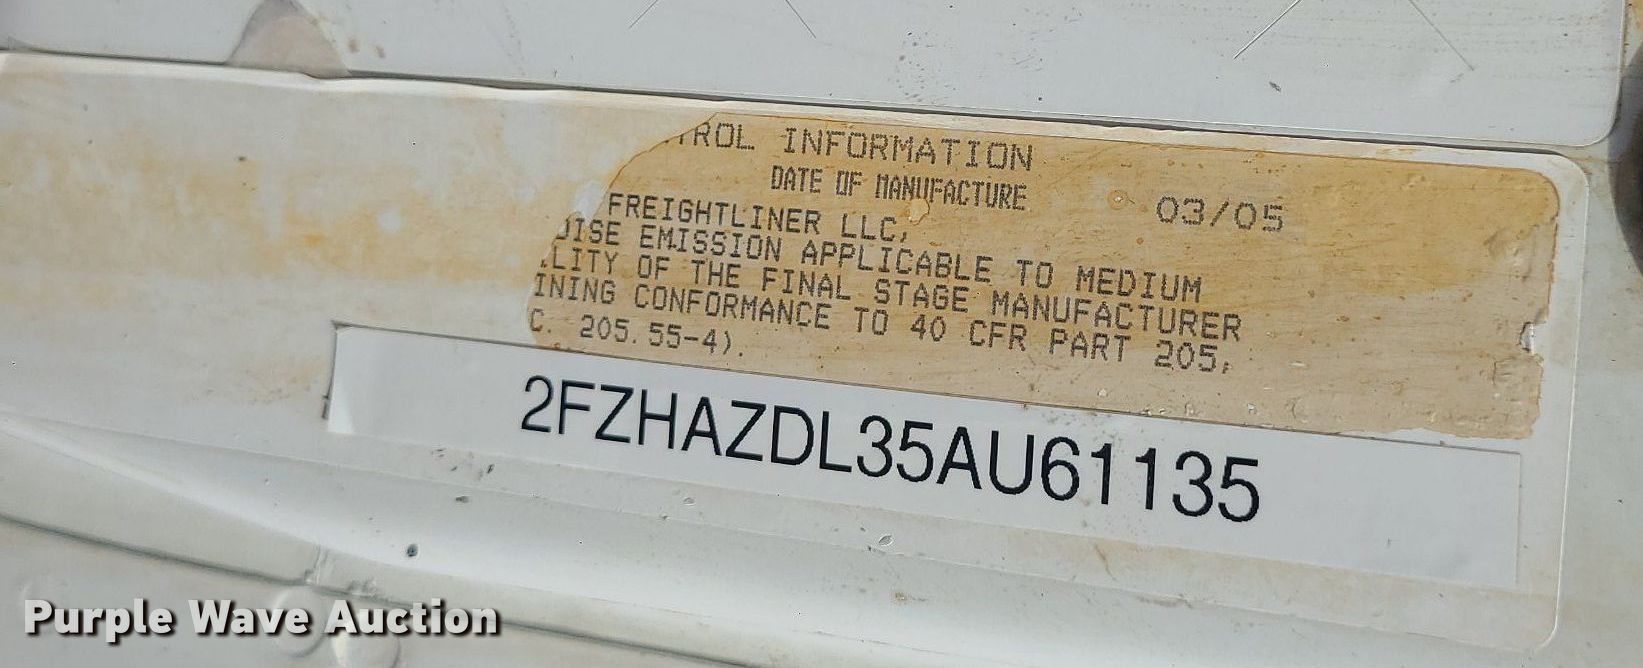 TROL INFORMATION
DATE OF MANUFACTURE 03/05
FREIGHTLINER LLC,
OISE EMISSION APPLICABLE TO MEDIUM
LITY OF THE FINAL STAGE MANUFACTURER
INING CONFORMANCE TO 40 CFR PART 205,
C. 205.55-4).
2FZHAZDL35AU61135
Purple Wave Auction